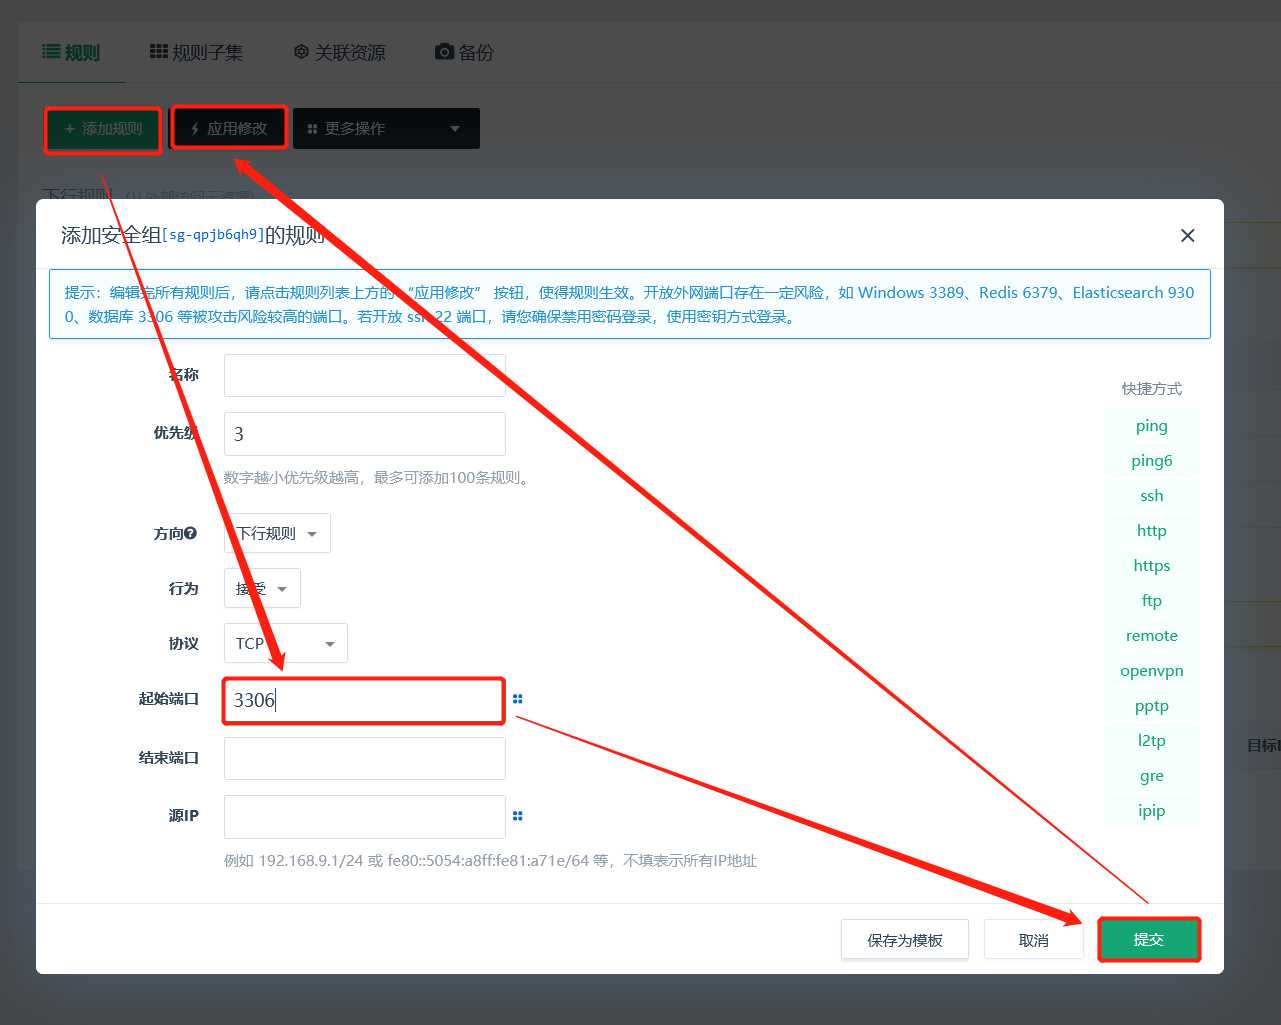 规则
规则子集
关联资源
备份
添加规则
应用修改
更多操作
下行规则 (从外部访问云资源)
添加安全组[sg-qpjb6qh9]的规则
提示：编辑完所有规则后，请点击规则列表上方的 “应用修改” 按钮，使得规则生效。开放外网端口存在一定风险，如 Windows 3389、Redis 6379、Elasticsearch 930
0、数据库 3306 等被攻击风险较高的端口。若开放 ssh 22 端口，请您确保禁用密码登录，使用密钥方式登录。
名称
优先级
3
数字越小优先级越高，最多可添加100条规则。
方向
下行规则
行为
接受
协议
TCP
起始端口
3306
结束端口
源IP
例如 192.168.9.1/24 或 fe80::5054:a8ff:fe81:a71e/64 等，不填表示所有IP地址
快捷方式
ping
ping6
ssh
http
https
ftp
remote
openvpn
pptp
l2tp
gre
ipip
目标
保存为模板
取消
提交